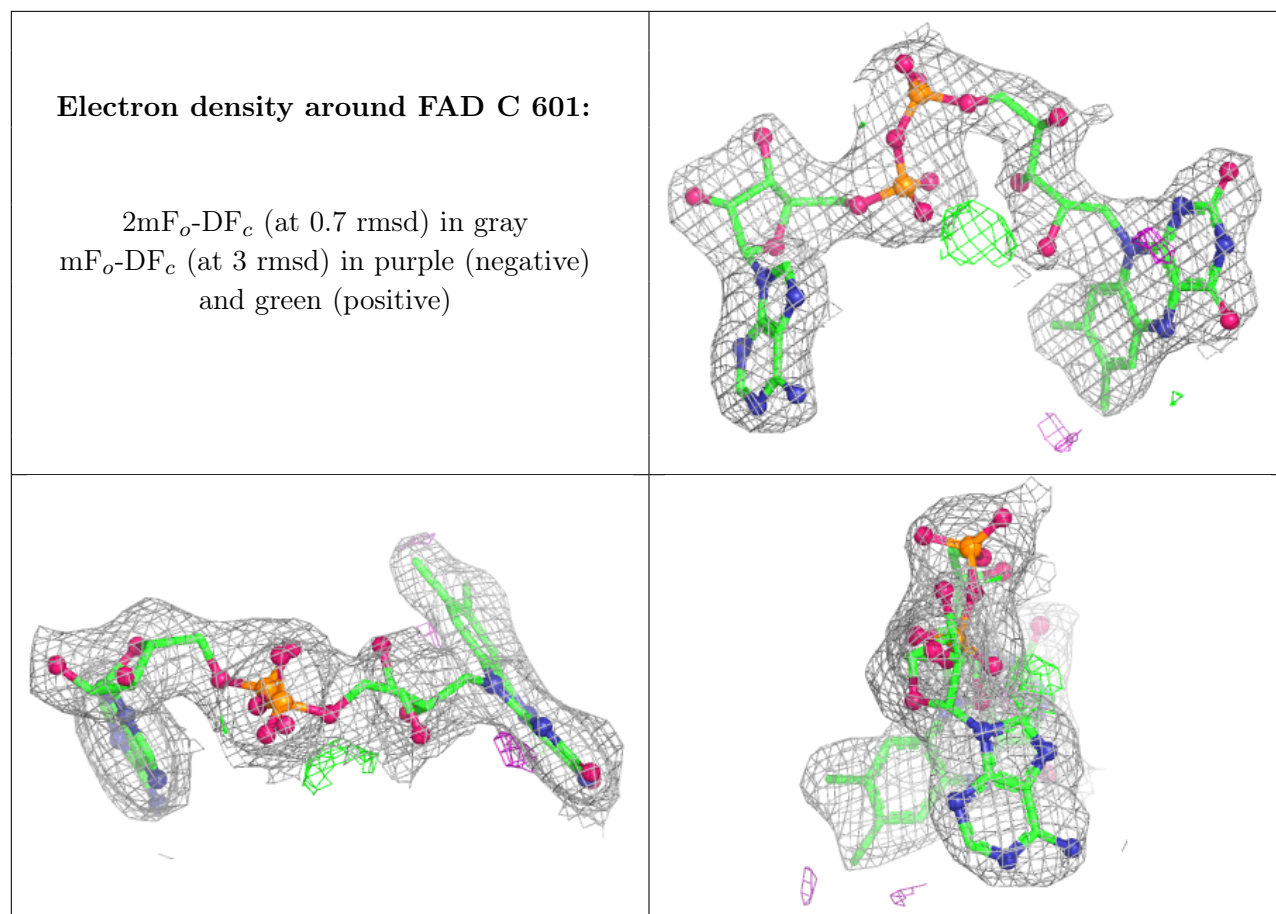 Electron density around FAD C 601:
2mFo-DFc (at 0.7 rmsd) in gray
mFo-DFc (at 3 rmsd) in purple (negative)
and green (positive)